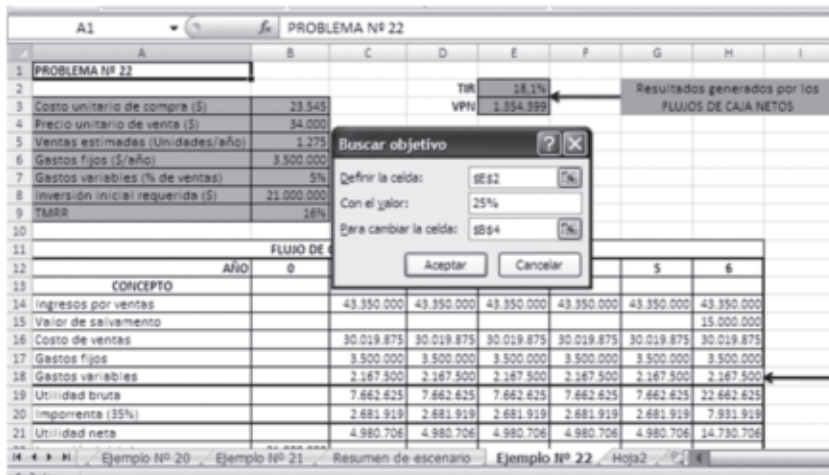 A1 fx PROBLEMA Nº 22
A B C D E F G H I
1 PROBLEMA Nº 22
2 TIR 18,1% Resultados generados por los
3 Costo unitario de compra ($) 23.545 VPN 1.354.399 FLUJOS DE CAJA NETOS
4 Precio unitario de venta ($) 34.000
5 Ventas estimadas (Unidades/año) 1.275
6 Gastos fijos ($/año) 3.500.000
7 Gastos variables (% de ventas) 5%
8 Inversión inicial requerida ($) 21.000.000
9 TMRR 16%
Buscar objetivo
Definir la celda: $E$2
Con el valor: 25%
Para cambiar la celda: $B$4
Aceptar Cancelar
10
11 FLUJO DE
12 AÑO 0 5 6
13 CONCEPTO
14 Ingresos por ventas 43.350.000 43.350.000 43.350.000 43.350.000 43.350.000 43.350.000
15 Valor de salvamento 15.000.000
16 Costo de ventas 30.019.875 30.019.875 30.019.875 30.019.875 30.019.875 30.019.875
17 Gastos fijos 3.500.000 3.500.000 3.500.000 3.500.000 3.500.000 3.500.000
18 Gastos variables 2.167.500 2.167.500 2.167.500 2.167.500 2.167.500 2.167.500
19 Utilidad bruta 7.662.625 7.662.625 7.662.625 7.662.625 7.662.625 22.662.625
20 Imporrenta (35%) 2.681.919 2.681.919 2.681.919 2.681.919 2.681.919 7.931.919
21 Utilidad neta 4.980.706 4.980.706 4.980.706 4.980.706 4.980.706 14.730.706
Ejemplo Nº 20 Ejemplo Nº 21 Resumen de escenario Ejemplo Nº 22 Hoja2